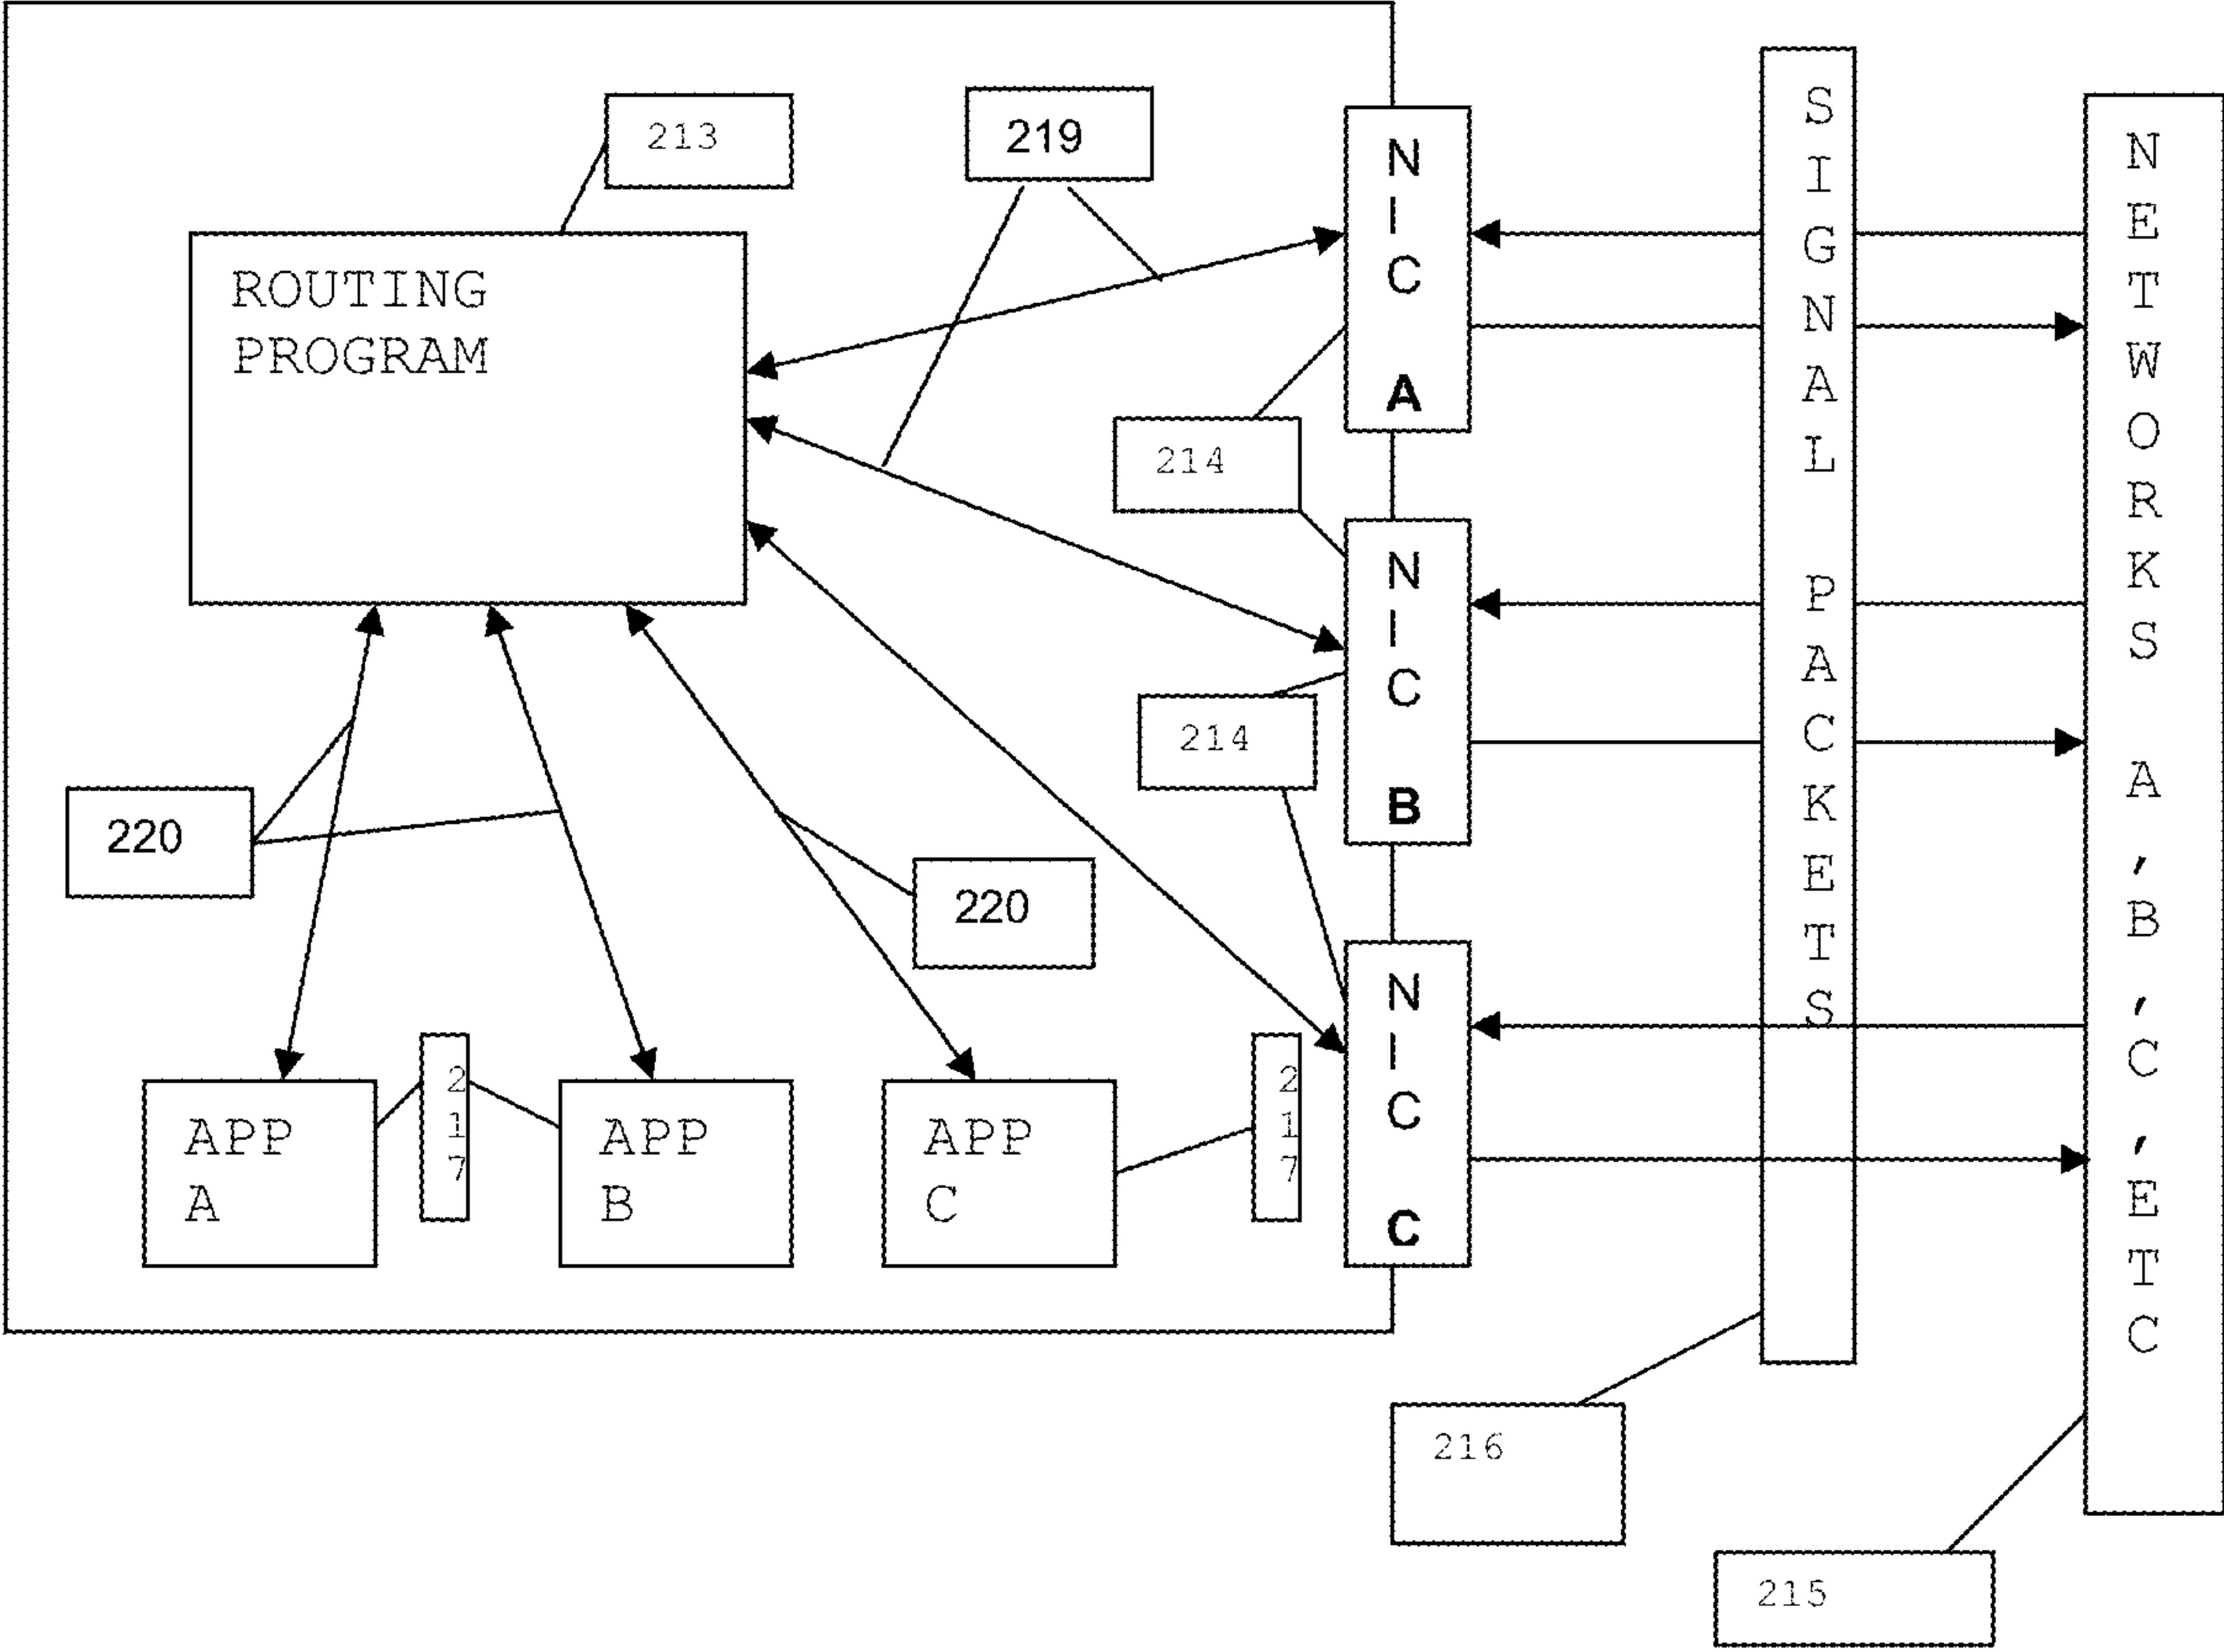 213
219
ROUTING
PROGRAM
NIC A
214
NIC B
214
220
220
NIC C
APP
A
217
APP
B
APP
C
217
SIGNAL PACKETS
NETWORKS A,B,C,ETC
216
215